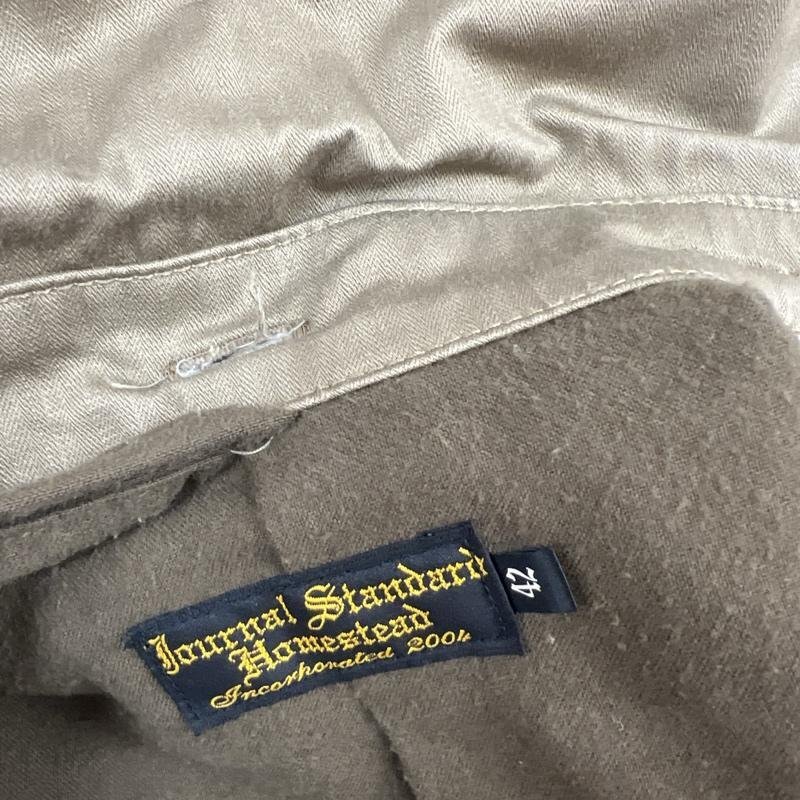 Journal Standard
Homestead
Incorporated 2004
42